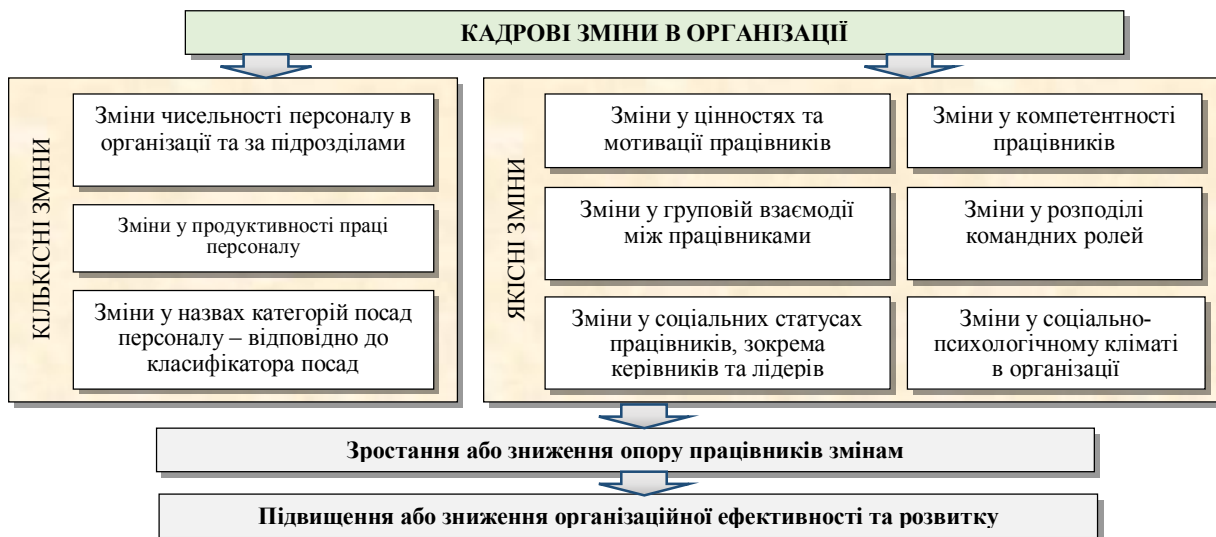 КАДРОВІ ЗМІНИ В ОРГАНІЗАЦІЇ
КІЛЬКІСНІ ЗМІНИ
Зміни чисельності персоналу в
організації та за підрозділами
Зміни у продуктивності праці
персоналу
Зміни у назвах категорій посад
персоналу – відповідно до
класифікатора посад
ЯКІСНІ ЗМІНИ
Зміни у цінностях та
мотивації працівників
Зміни у компетентності
працівників
Зміни у груповій взаємодії
між працівниками
Зміни у розподілі
командних ролей
Зміни у соціальних статусах
працівників, зокрема
керівників та лідерів
Зміни у соціально-
психологічному кліматі
в організації
Зростання або зниження опору працівників змінам
Підвищення або зниження організаційної ефективності та розвитку